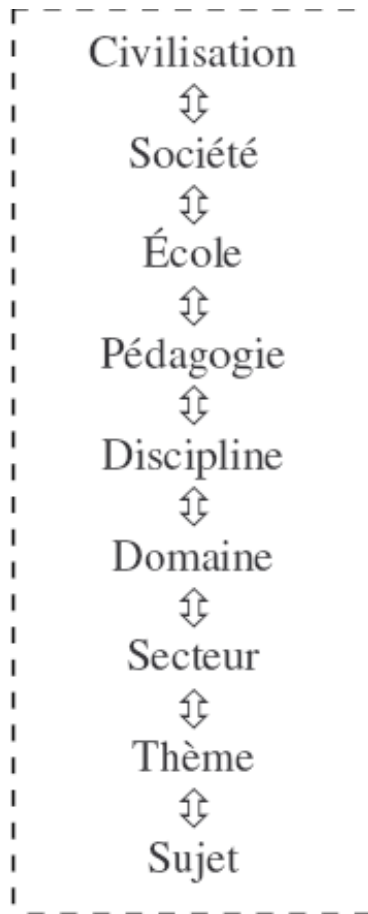 Civilisation
⇕
Société
⇕
École
⇕
Pédagogie
⇕
Discipline
⇕
Domaine
⇕
Secteur
⇕
Thème
⇕
Sujet